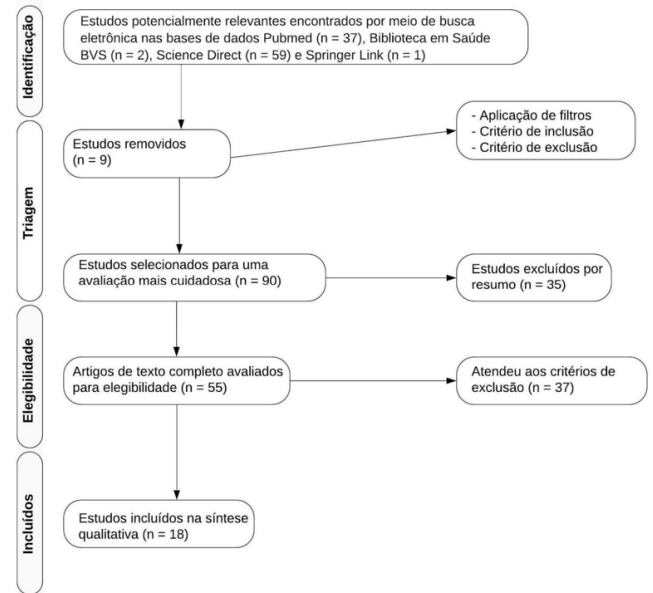 Identificação
Estudos potencialmente relevantes encontrados por meio de busca
eletrônica nas bases de dados Pubmed (n = 37), Biblioteca em Saúde
BVS (n = 2), Science Direct (n = 59) e Springer Link (n = 1)
Triagem
Estudos removidos
(n = 9)
- Aplicação de filtros
- Critério de inclusão
- Critério de exclusão
Estudos selecionados para uma
avaliação mais cuidadosa (n = 90)
Estudos excluídos por
resumo (n = 35)
Elegibilidade
Artigos de texto completo avaliados
para elegibilidade (n = 55)
Atendeu aos critérios de
exclusão (n = 37)
Incluídos
Estudos incluídos na síntese
qualitativa (n = 18)